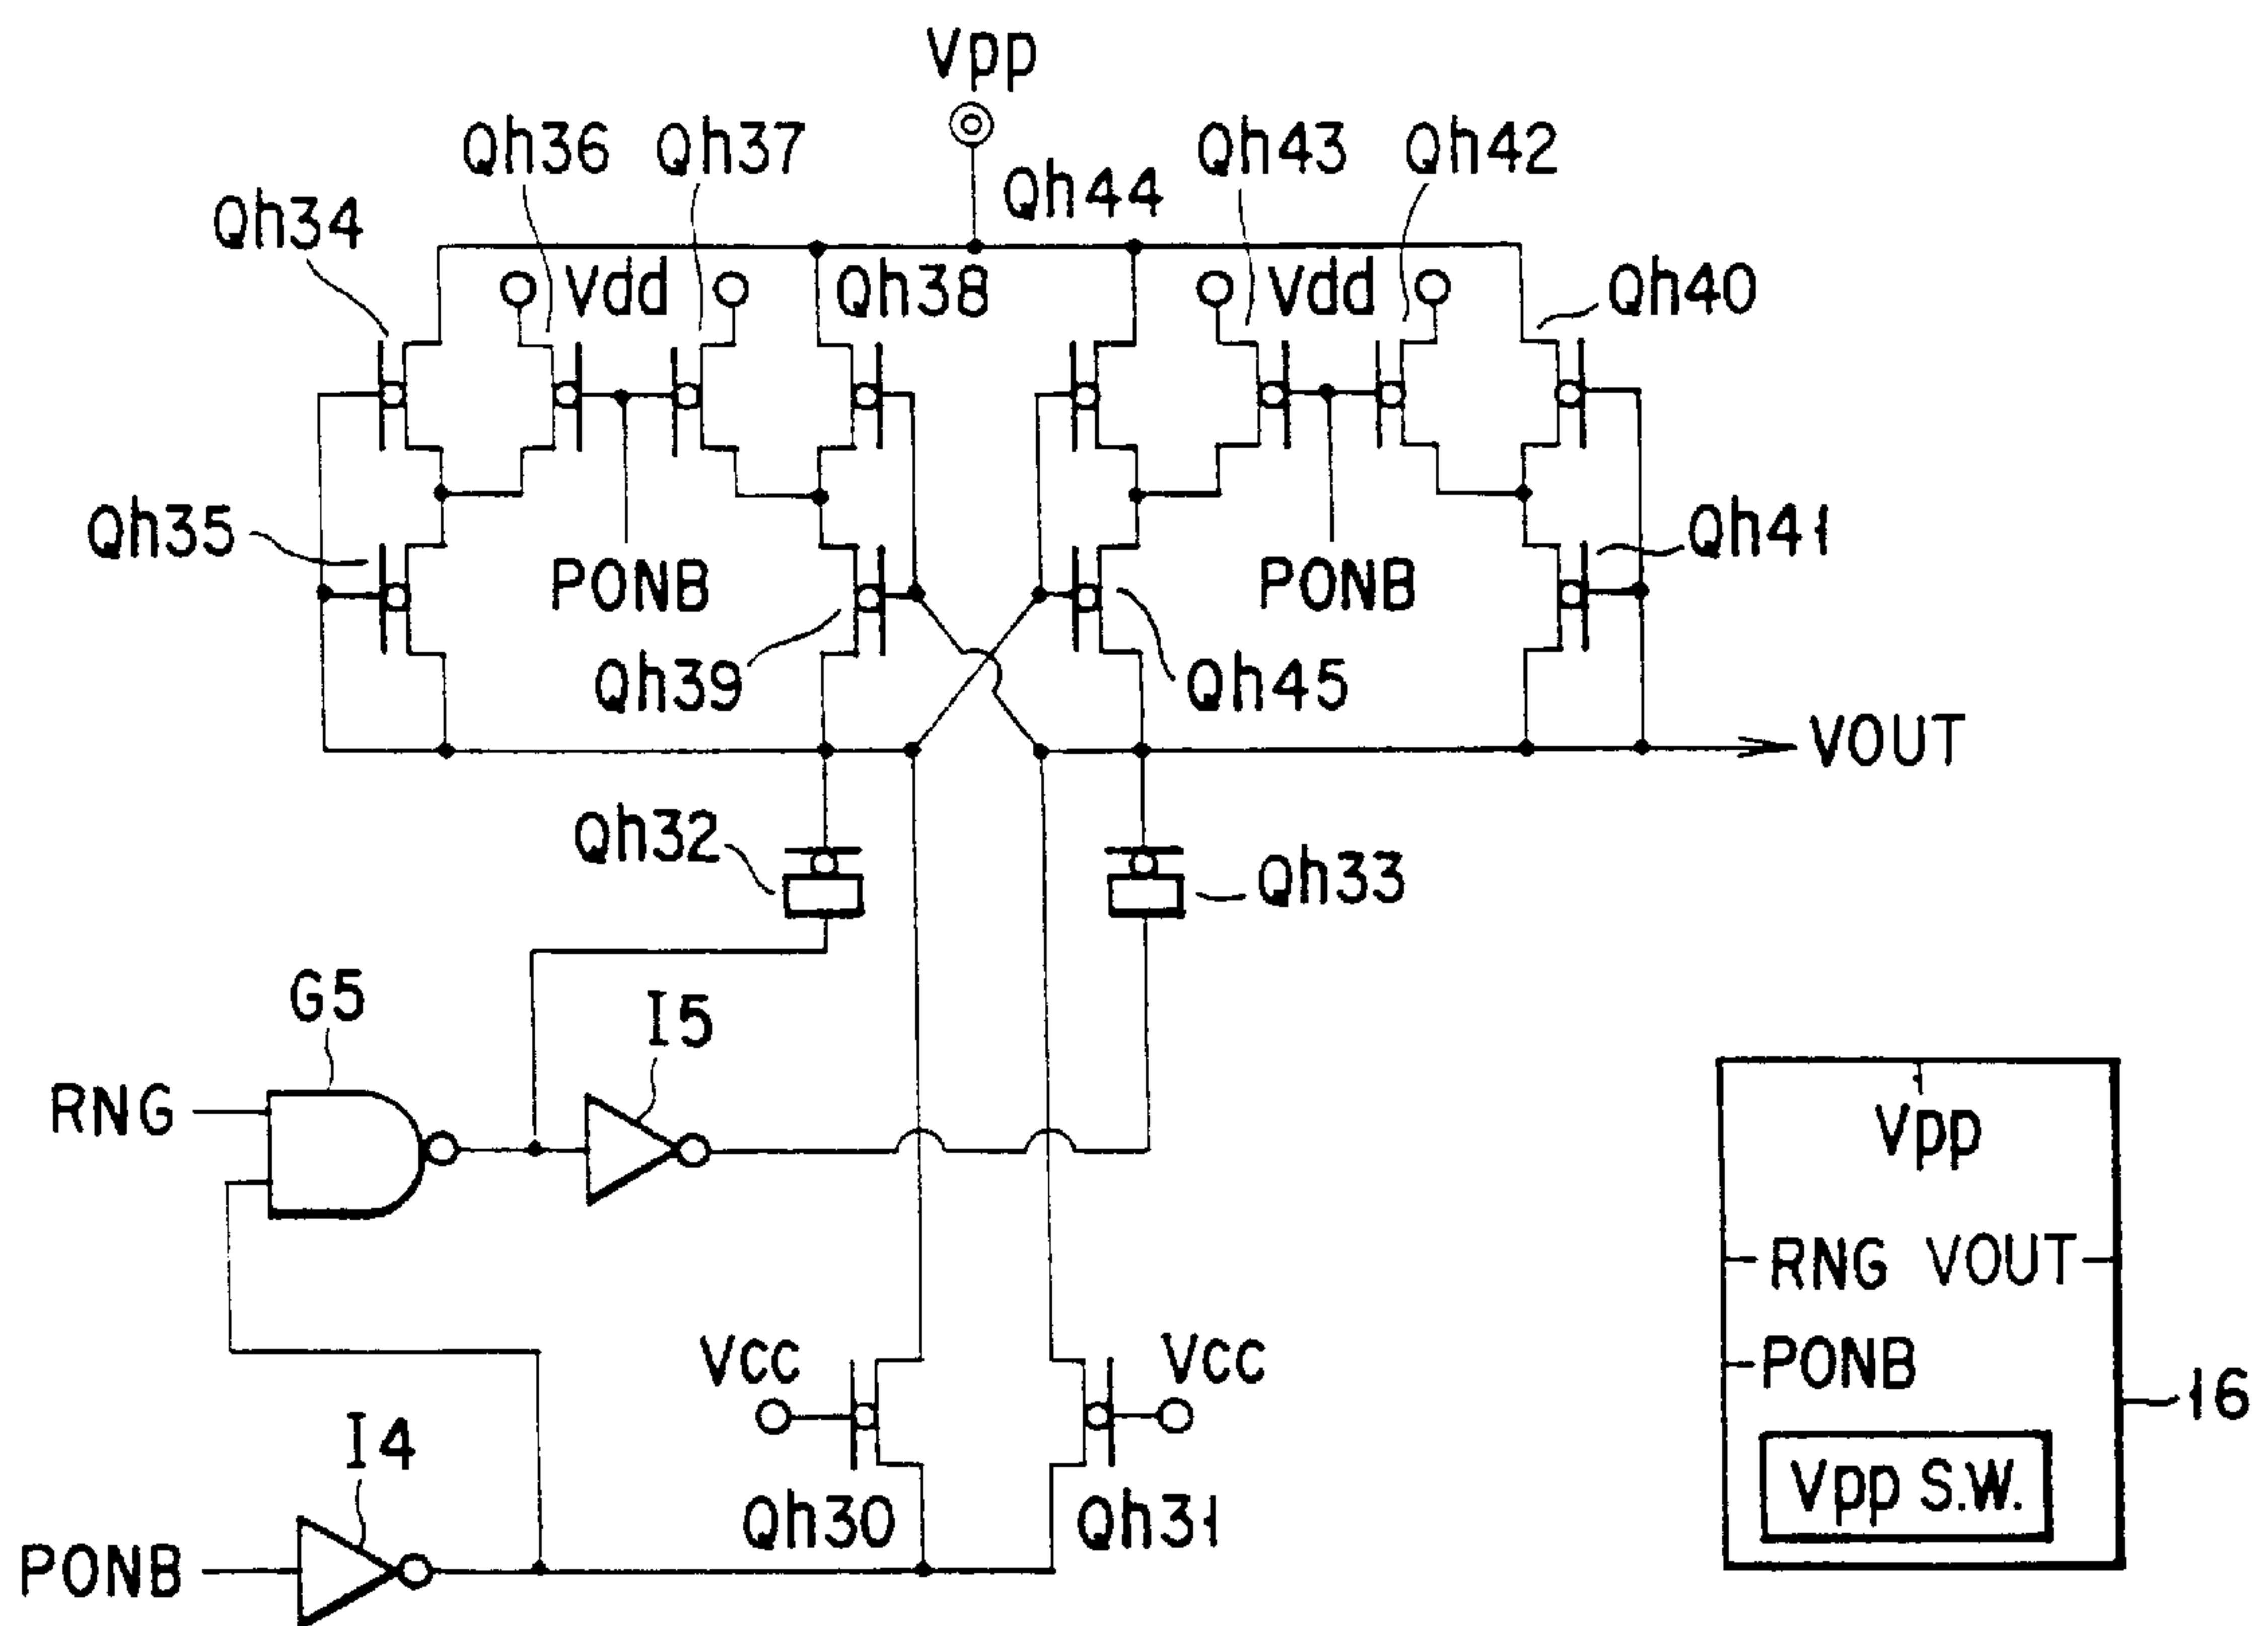 Vpp
Qh36 Qh37 Qh43 Qh42
Qh44
Qh34
Vdd Qh38 Vdd Qh40
Qh35 Qh41
PONB PONB
Qh39 Qh45
VOUT
Qh32 Qh33
G5 I5
RNG
Vpp
RNG VOUT
Vcc Vcc PONB
16
I4
Vpp S.W.
Qh30 Qh31
PONB